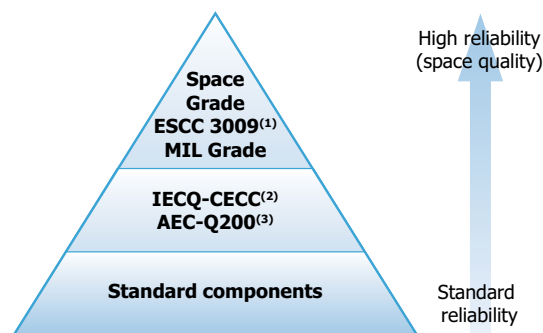 Space
Grade
ESCC 3009(1)
MIL Grade
IECQ-CECC(2)
AEC-Q200(3)
Standard components
High reliability
(space quality)
Standard
reliability